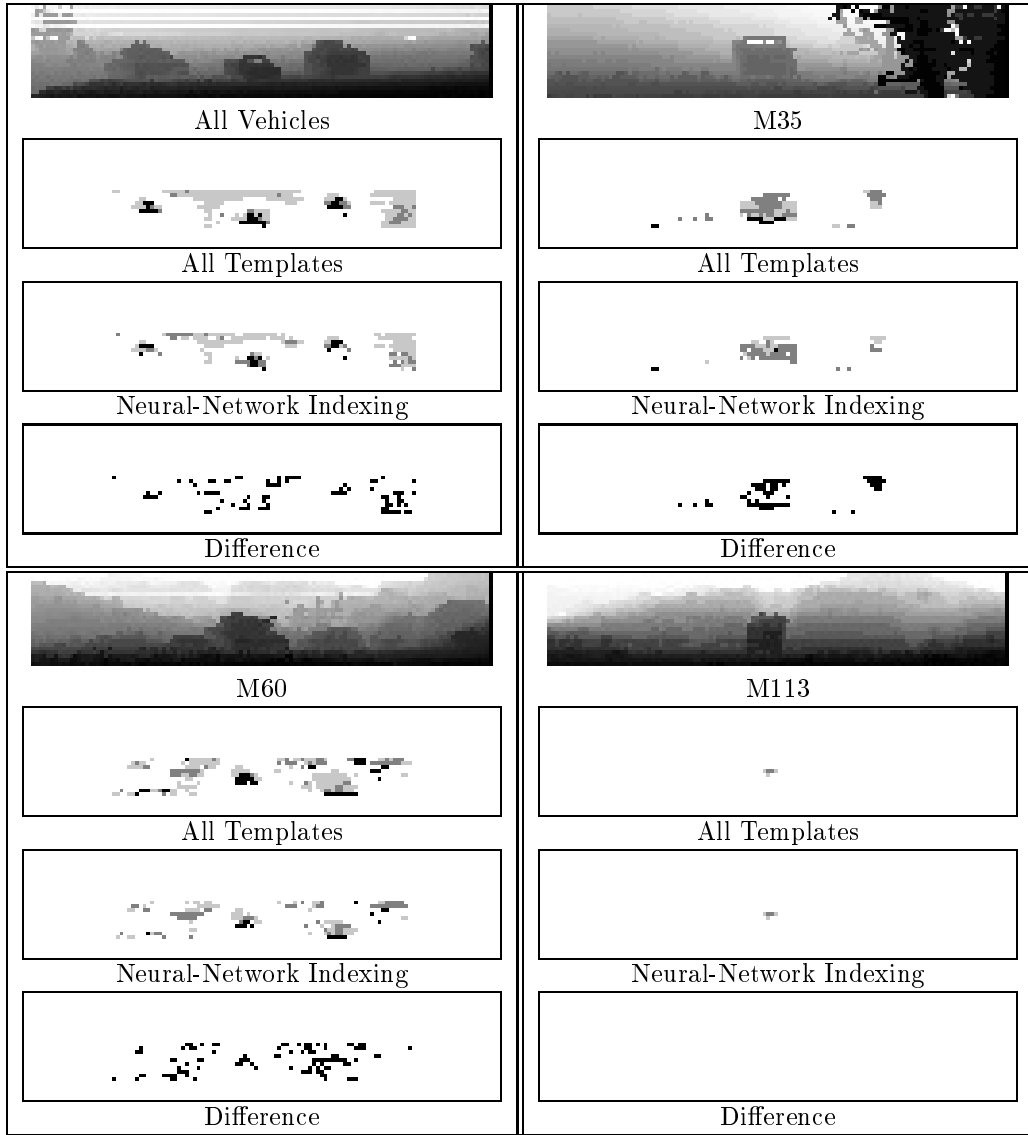 All Vehicles
All Templates
Neural-Network Indexing
Difference
M35
All Templates
Neural-Network Indexing
Difference
M60
All Templates
Neural-Network Indexing
Difference
M113
All Templates
Neural-Network Indexing
Difference